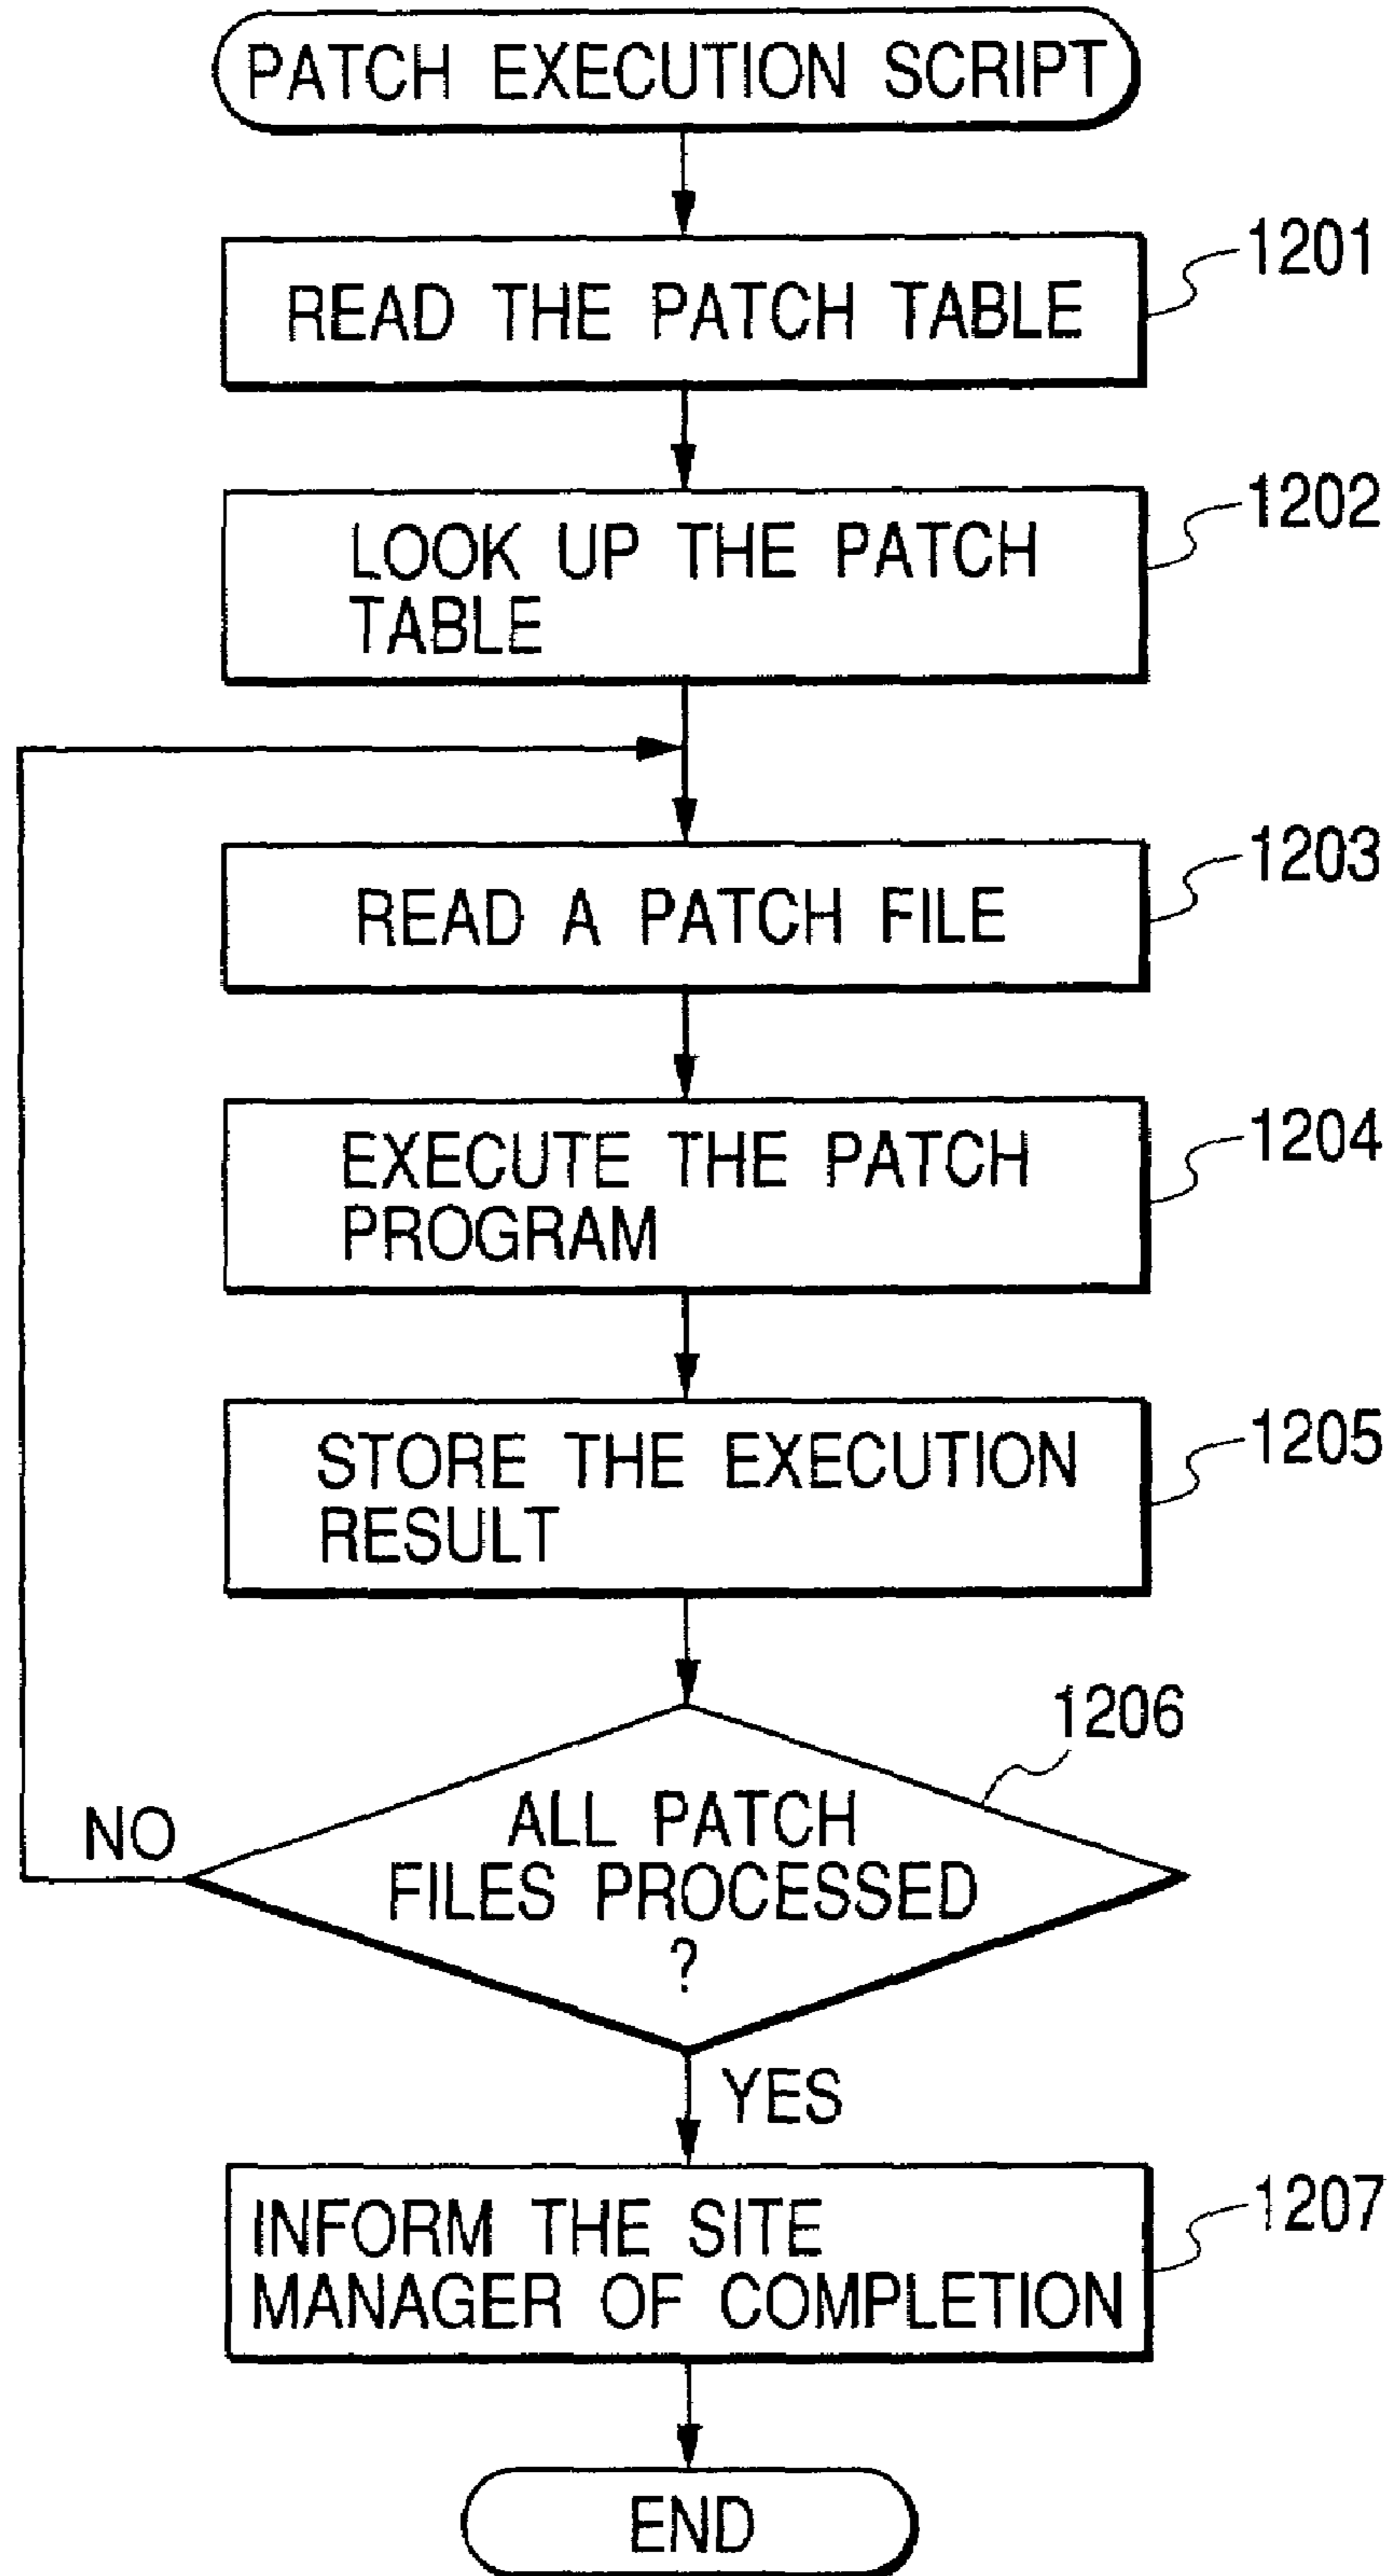 PATCH EXECUTION SCRIPT
1201
READ THE PATCH TABLE
1202
LOOK UP THE PATCH
TABLE
1203
READ A PATCH FILE
1204
EXECUTE THE PATCH
PROGRAM
1205
STORE THE EXECUTION
RESULT
1206
ALL PATCH
FILES PROCESSED
?
NO
YES
1207
INFORM THE SITE
MANAGER OF COMPLETION
END